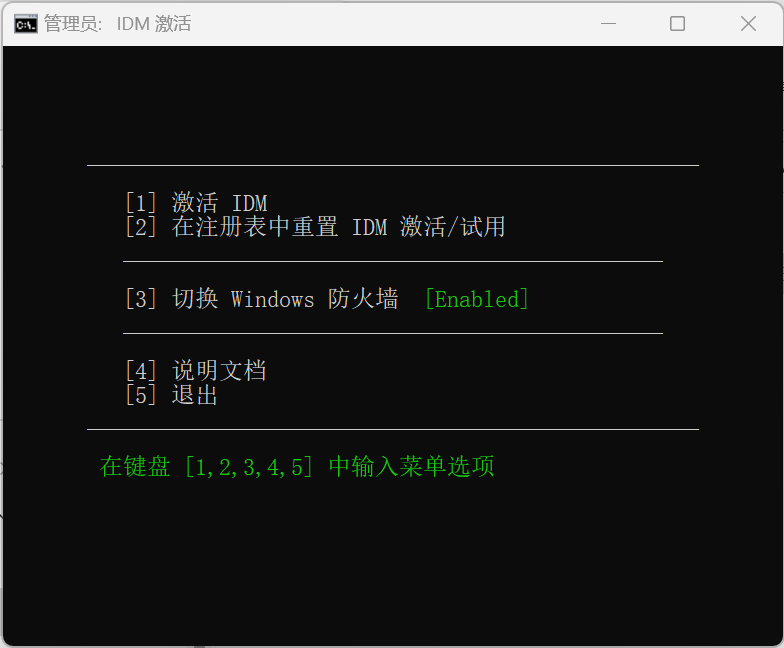 管理员: IDM 激活
[1] 激活 IDM
[2] 在注册表中重置 IDM 激活/试用
[3] 切换 Windows 防火墙 [Enabled]
[4] 说明文档
[5] 退出
在键盘 [1,2,3,4,5] 中输入菜单选项